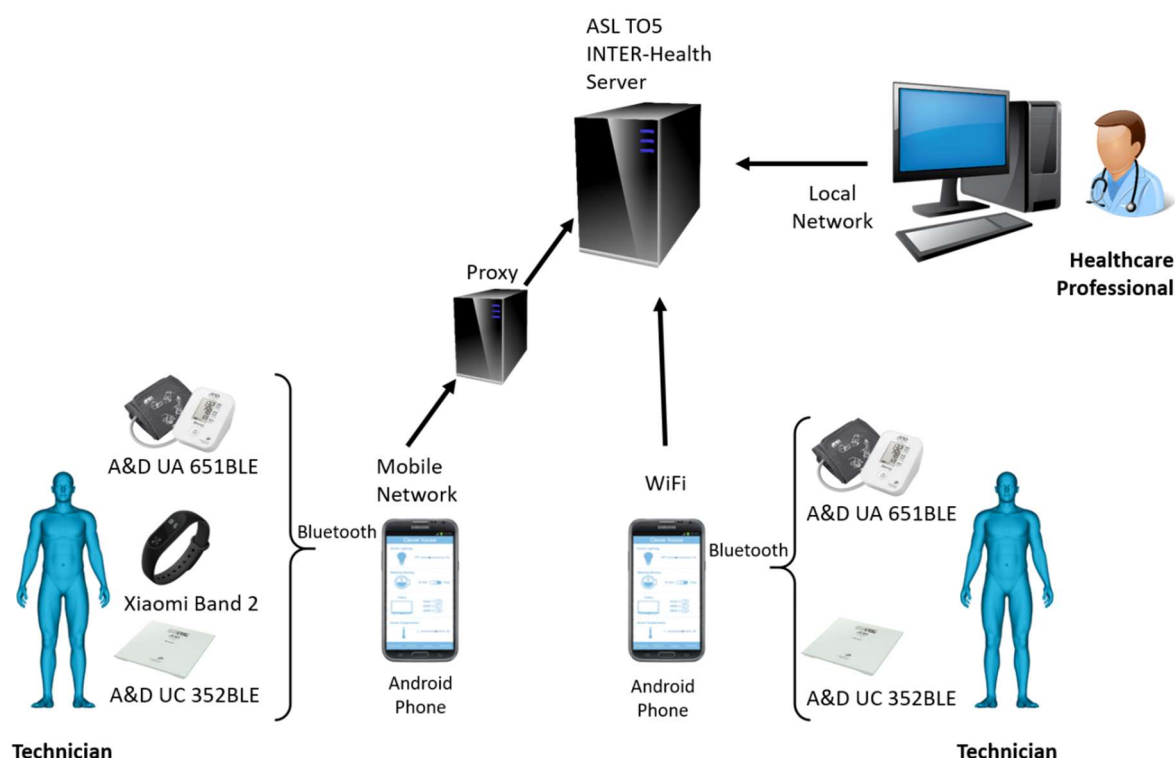 ASL TO5
INTER-Health
Server
Local
Network
Healthcare
Professional
Proxy
A&D UA 651BLE
Xiaomi Band 2
A&D UC 352BLE
Bluetooth
Mobile
Network
Android
Phone
Technician
WiFi
Bluetooth
Android
Phone
A&D UA 651BLE
A&D UC 352BLE
Technician